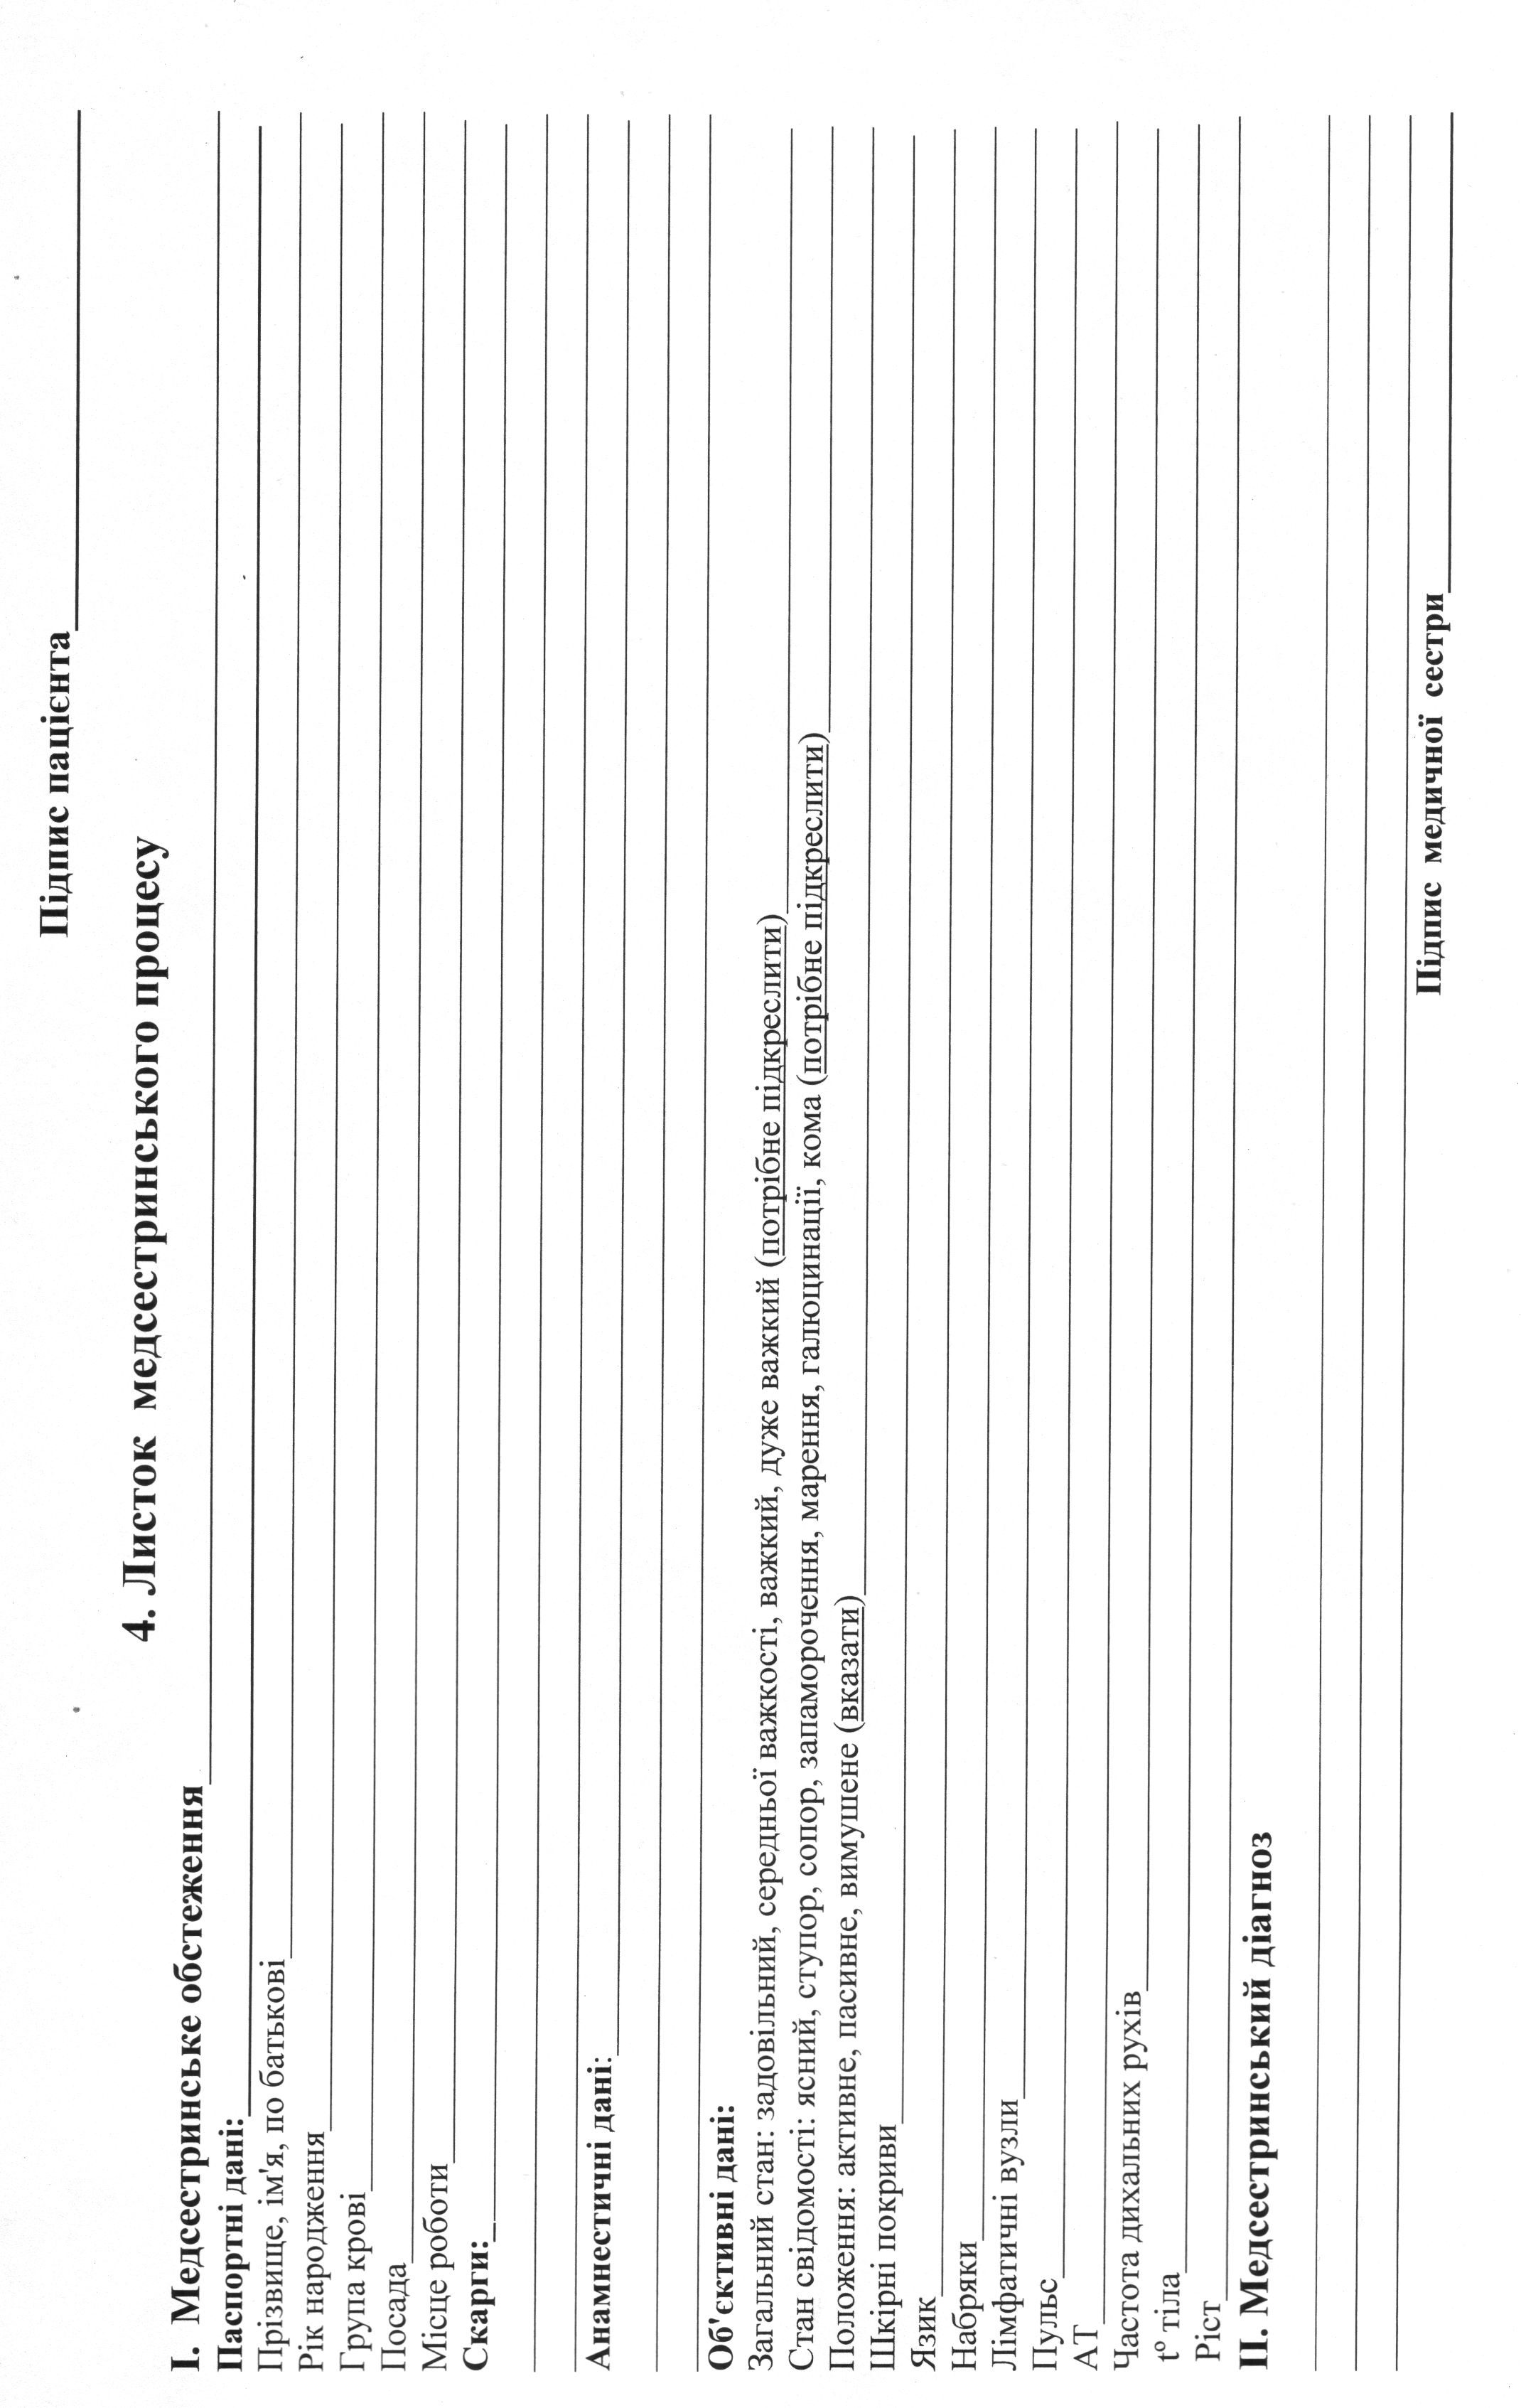 Підпис пацієнта
4. Листок медсестринського процесу
I. Медсестринське обстеження
Паспортні дані:
Прізвище, ім'я, по батькові
Рік народження
Група крові
Посада
Місце роботи
Скарги:
Анамнестичні дані:
Об'єктивні дані:
Загальний стан: задовільний, середньої важкості, важкий, дуже важкий (потрібне підкреслити)
Стан свідомості: ясний, ступор, сопор, запаморочення, марення, галюцинації, кома (потрібне підкреслити)
Положення: активне, пасивне, вимушене (вказати)
Шкірні покриви
Язик
Набряки
Лімфатичні вузли
Пульс
АТ
Частота дихальних рухів
t° тіла
Ріст
II. Медсестринський діагноз
Підпис медичної сестри